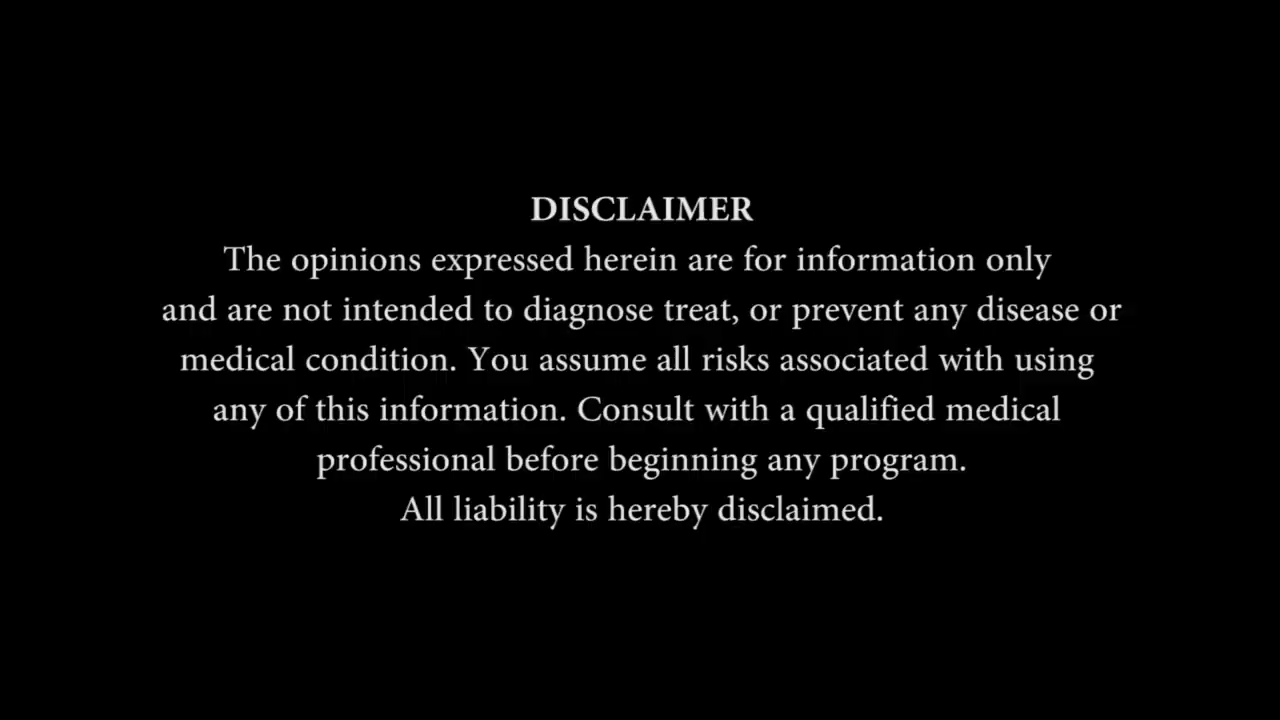 DISCLAIMER
The opinions expressed herein are for information only
and are not intended to diagnose treat, or prevent any disease or
medical condition. You assume all risks associated with using
any of this information. Consult with a qualified medical
professional before beginning any program.
All liability is hereby disclaimed.